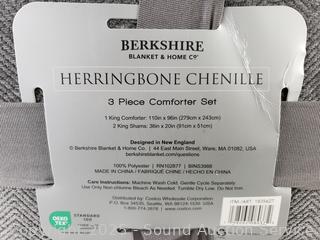 BERKSHIRE
BLANKET & HOME CO®
HERRINGBONE CHENILLE
3 Piece Comforter Set
1 King Comforter: 110in x 96in (279cm x 243cm)
2 King Shams: 36in x 20in (91cm x 51cm)
Designed in New England
© Berkshire Blanket & Home Co. | 44 East Main Street, Ware, MA 01082, USA
berkshireblanket.com/questions
100% Polyester | RN102877 | BINS3988
MADE IN CHINA / FABRIQUÉ CHINE / HECHO EN CHINA
Care Instructions: Machine Wash Cold, Gentle Cycle Separately
Use Only Non-chlorine Bleach As Needed. Tumble Dry Low. Do Not Iron
Distributed by: Costco Wholesale Corporation
P.O. Box 34535, Seattle, WA 98124-1535 USA
1-800-774-2678 | www.costco.com
OEKO
TEX®
STANDARD
100
Sound Auction Service